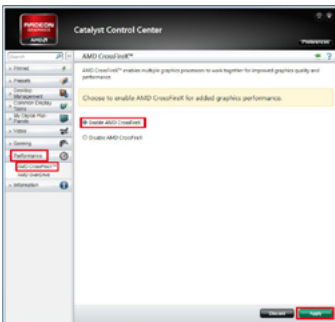 RADEON
GRAPHICS
AMD
Catalyst Control Center
Preferences
Search
AMD CrossFireX™
Pinned
Presets
Desktop
Management
Common Display
Tasks
My Digital Flat-
Panels
Video
Gaming
Performance
AMD CrossFireX™
AMD OverDrive
Information
AMD CrossFireX™ enables multiple graphics processors to work together for improved graphics quality and
performance.
Choose to enable AMD CrossFireX for added graphics performance.
Enable AMD CrossFireX
Disable AMD CrossFireX
Discard
Apply